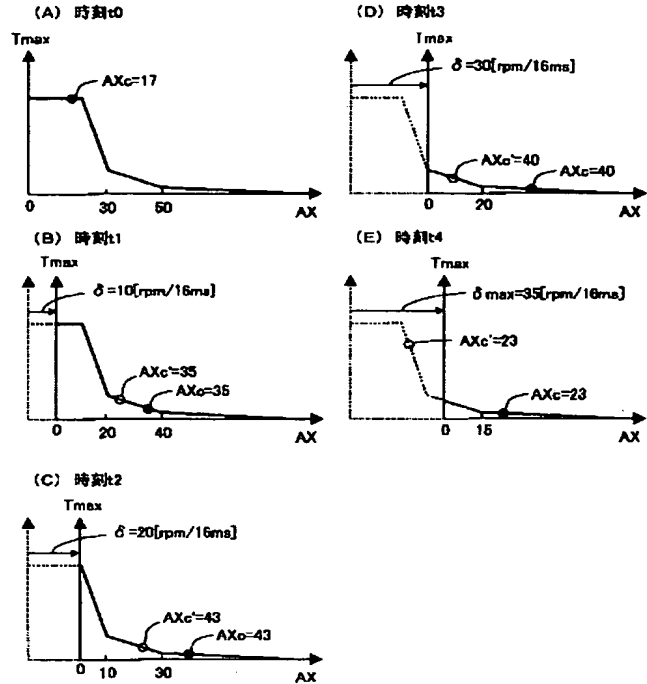 (A) 時刻t0
Tmax
AXc=17
0
30
50
AX
(B) 時刻t1
Tmax
δ=10[rpm/16ms]
AXc'=35
AXc=35
0
20
40
AX
(C) 時刻t2
Tmax
δ=20[rpm/16ms]
AXc'=43
AXc=43
0
10
30
AX
(D) 時刻t3
Tmax
δ=30[rpm/16ms]
AXc'=40
AXc=40
0
20
AX
(E) 時刻t4
Tmax
δmax=35[rpm/16ms]
AXc'=23
AXc=23
0
15
AX